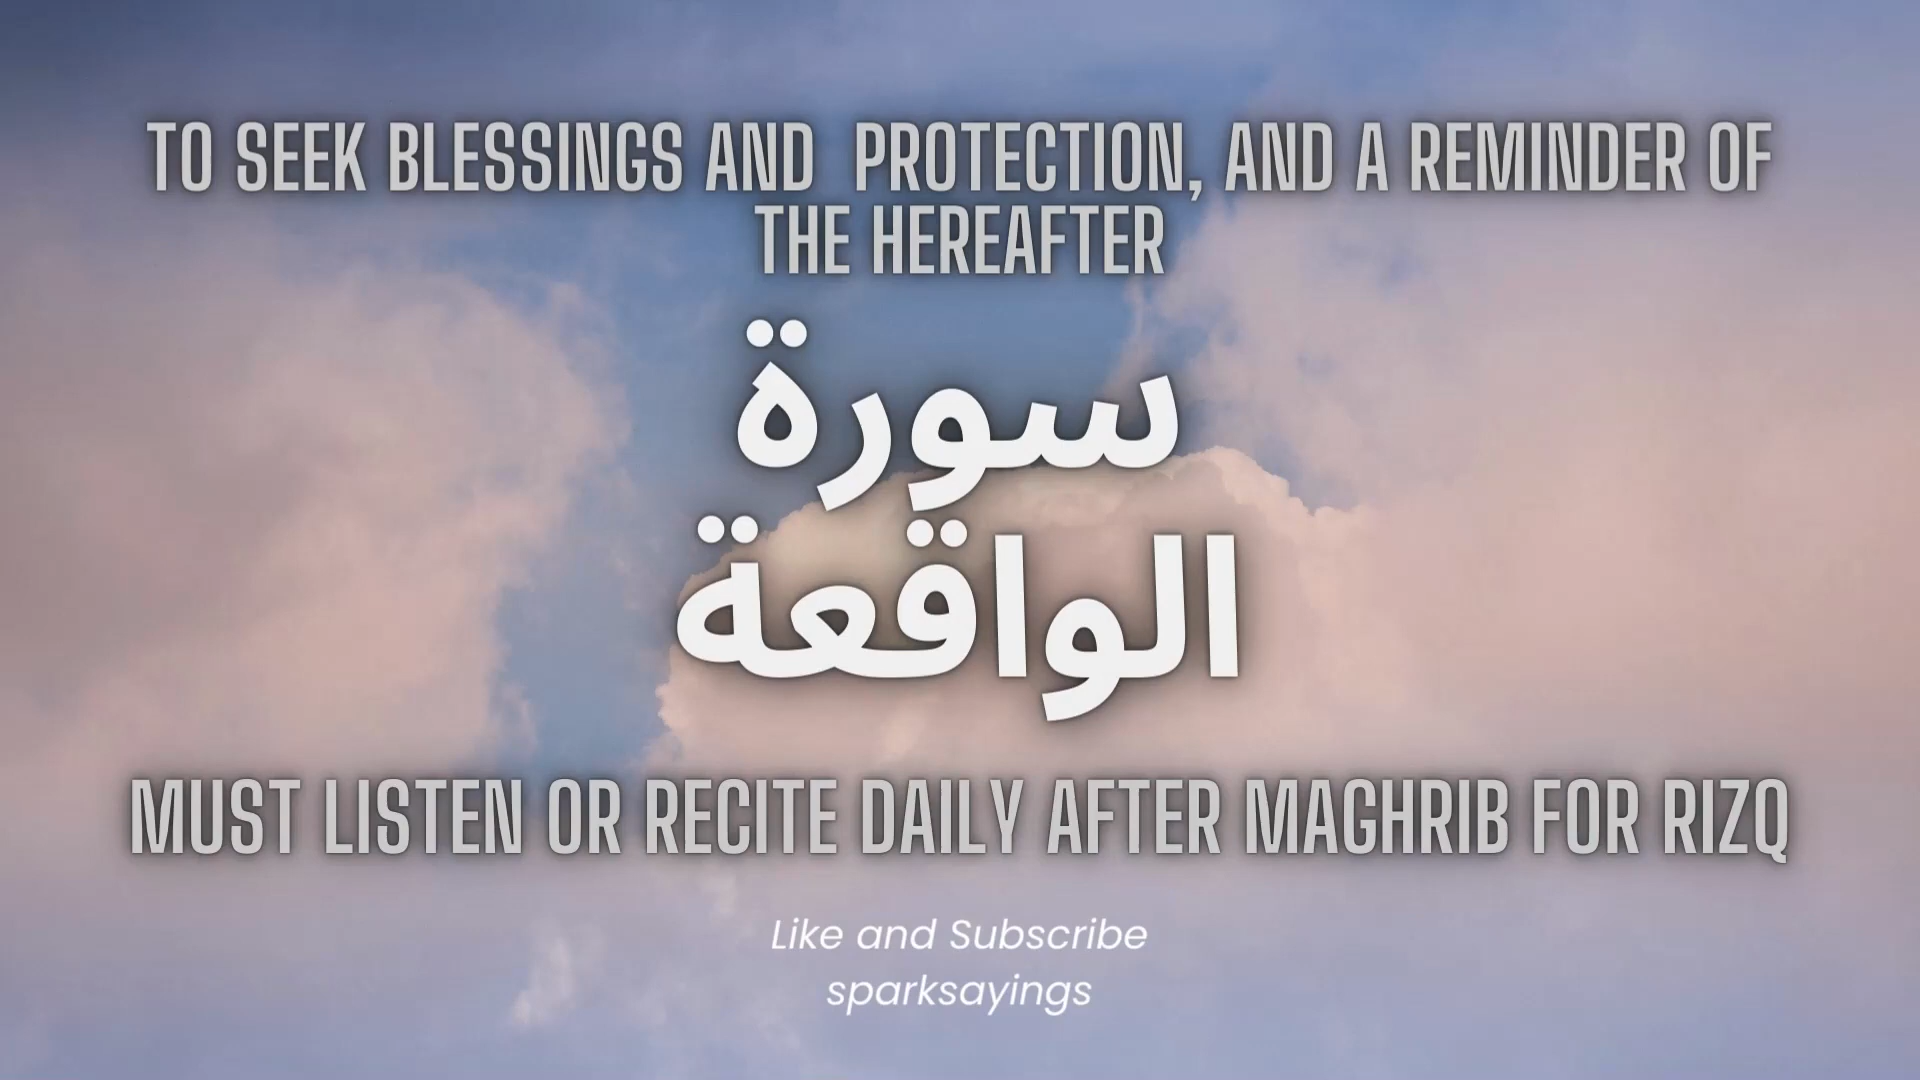 TO SEEK BLESSINGS AND  PROTECTION, AND A REMINDER OF
THE HEREAFTER
سورة
الواقعة
MUST LISTEN OR RECITE DAILY AFTER MAGHRIB FOR RIZQ
Like and Subscribe
sparksayings